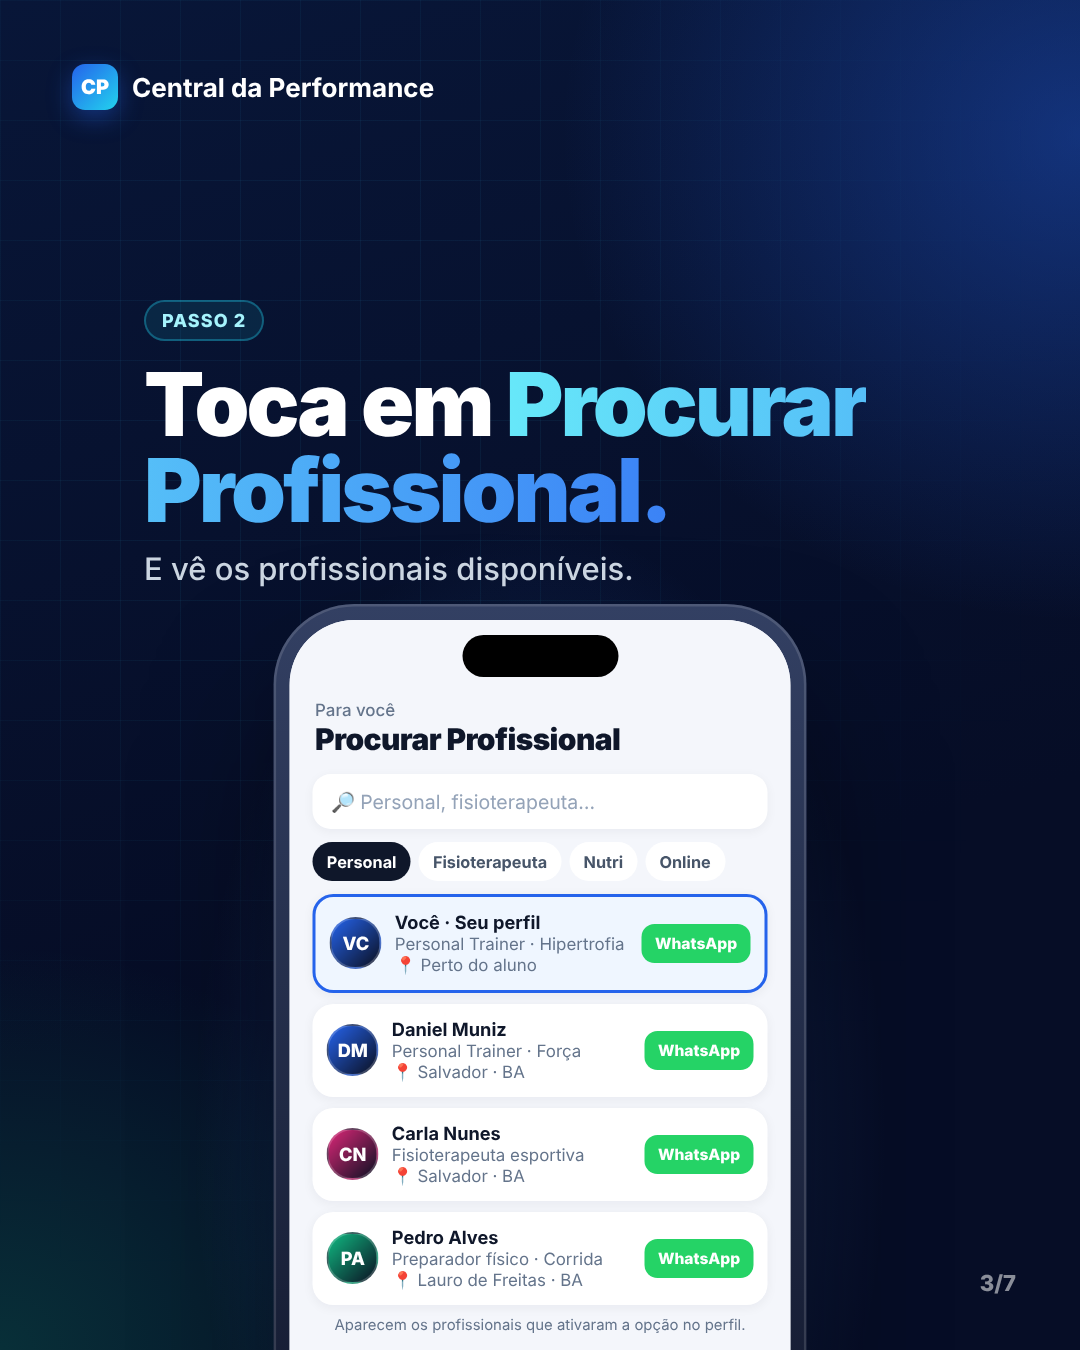 CP Central da Performance
PASSO 2
Toca em Procurar
Profissional.
E vê os profissionais disponíveis.
Para você
Procurar Profissional
🔎 Personal, fisioterapeuta...
Personal Fisioterapeuta Nutri Online
VC
Você · Seu perfil
Personal Trainer · Hipertrofia
📍 Perto do aluno
WhatsApp
DM
Daniel Muniz
Personal Trainer · Força
📍 Salvador · BA
WhatsApp
CN
Carla Nunes
Fisioterapeuta esportiva
📍 Salvador · BA
WhatsApp
PA
Pedro Alves
Preparador físico · Corrida
📍 Lauro de Freitas · BA
WhatsApp
Aparecem os profissionais que ativaram a opção no perfil.
3/7